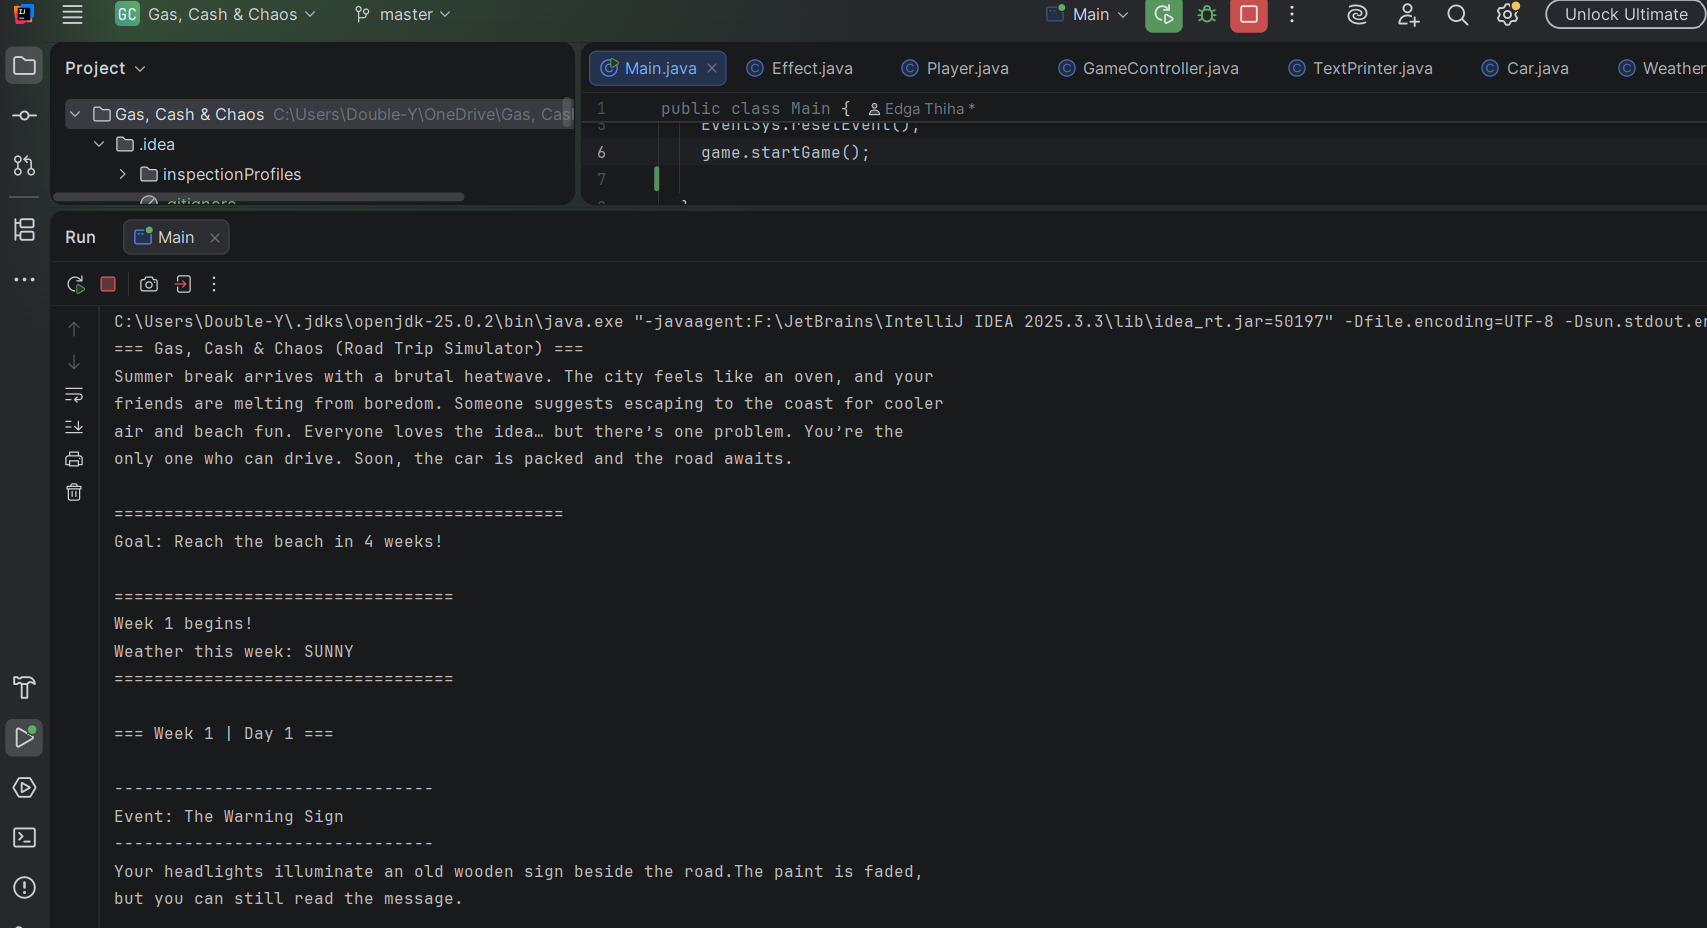 GC Gas, Cash & Chaos master Main Unlock Ultimate
Project
Main.java Effect.java Player.java GameController.java TextPrinter.java Car.java Weather
Gas, Cash & Chaos C:\Users\Double-Y\OneDrive\Gas, Cas
.idea
inspectionProfiles
.gitignore
1 public class Main { Edga Thiha *
5 EventSys.resetEvent();
6 game.startGame();
7
Run Main
C:\Users\Double-Y\.jdks\openjdk-25.0.2\bin\java.exe "-javaagent:F:\JetBrains\IntelliJ IDEA 2025.3.3\lib\idea_rt.jar=50197" -Dfile.encoding=UTF-8 -Dsun.stdout.en
=== Gas, Cash & Chaos (Road Trip Simulator) ===
Summer break arrives with a brutal heatwave. The city feels like an oven, and your
friends are melting from boredom. Someone suggests escaping to the coast for cooler
air and beach fun. Everyone loves the idea… but there’s one problem. You’re the
only one who can drive. Soon, the car is packed and the road awaits.
=============================================
Goal: Reach the beach in 4 weeks!
==================================
Week 1 begins!
Weather this week: SUNNY
==================================
=== Week 1 | Day 1 ===
--------------------------------
Event: The Warning Sign
--------------------------------
Your headlights illuminate an old wooden sign beside the road.The paint is faded,
but you can still read the message.